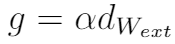 g = αd_{W_{ext}}